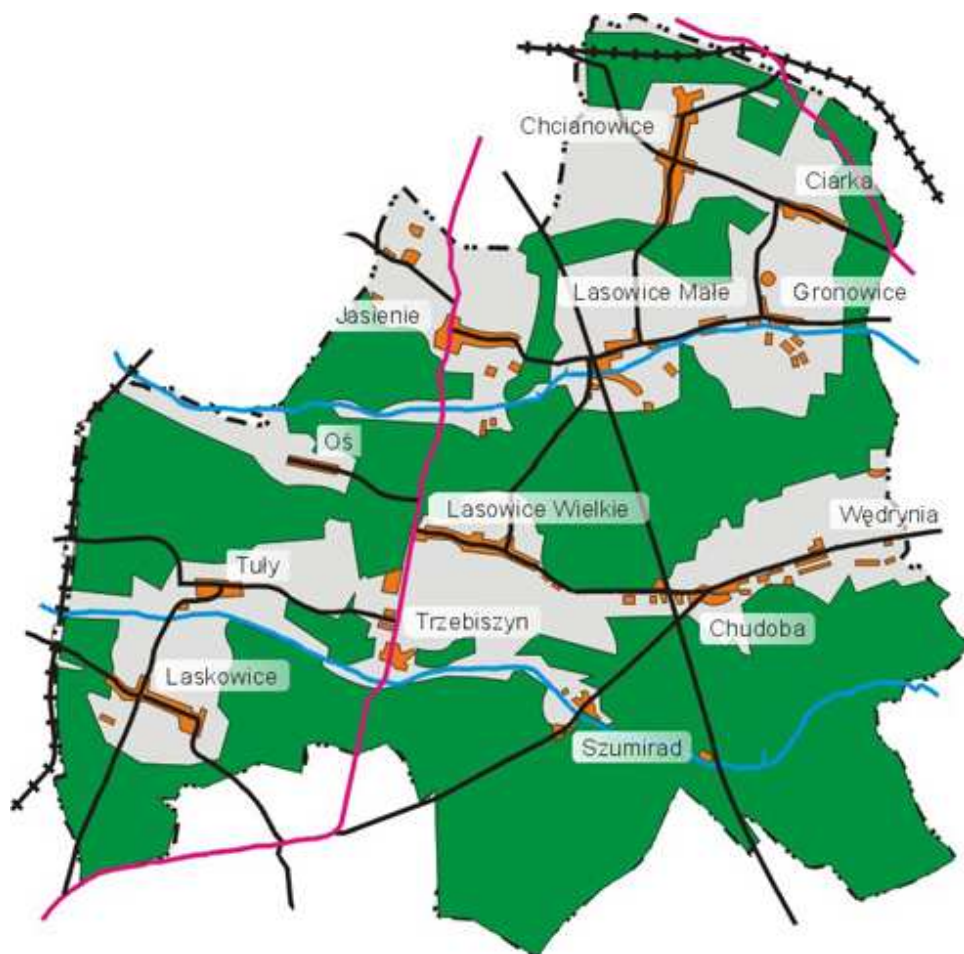 Chcianowice
Ciarka
Lasowice Małe
Gronowice
Jasienie
Oś
Lasowice Wielkie
Wędrynia
Tuły
Trzebiszyn
Chudoba
Laskowice
Szumirad